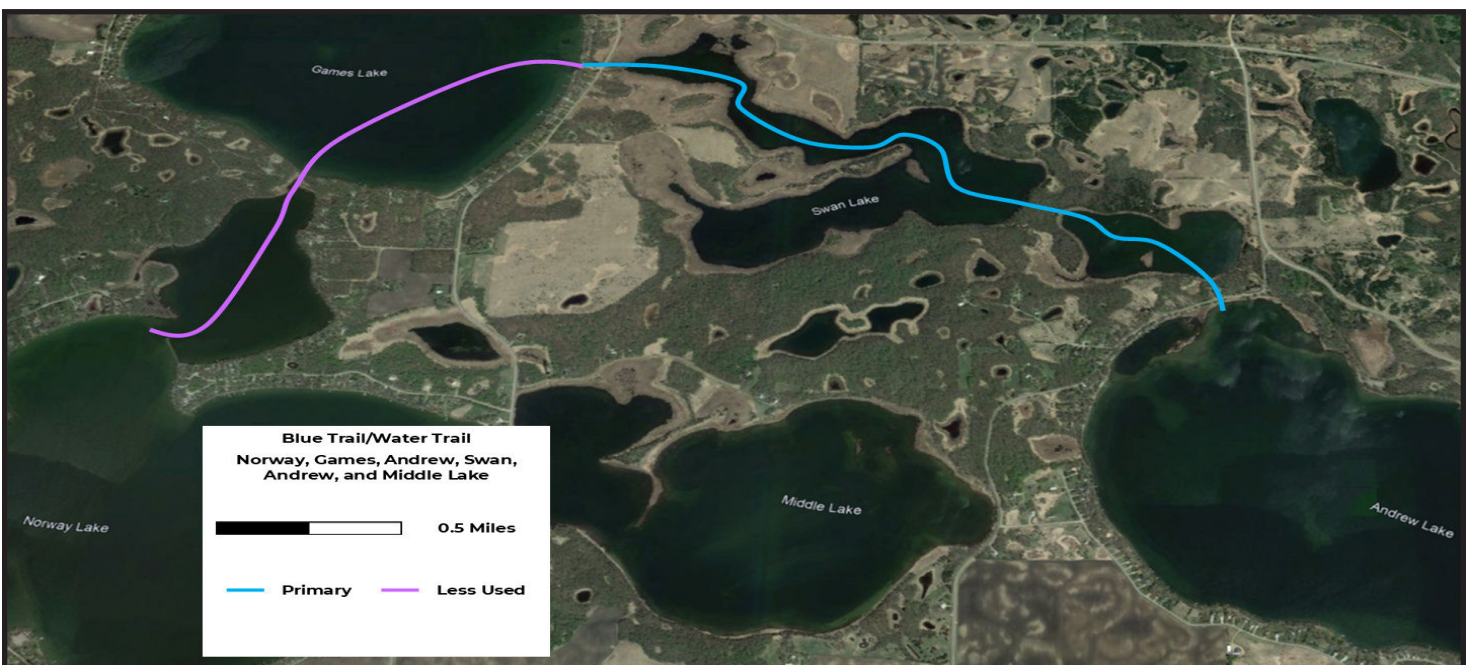 Games Lake
Swan Lake
Middle Lake
Andrew Lake
Norway Lake
Blue Trail/Water Trail
Norway, Games, Andrew, Swan,
Andrew, and Middle Lake
0.5 Miles
Primary
Less Used